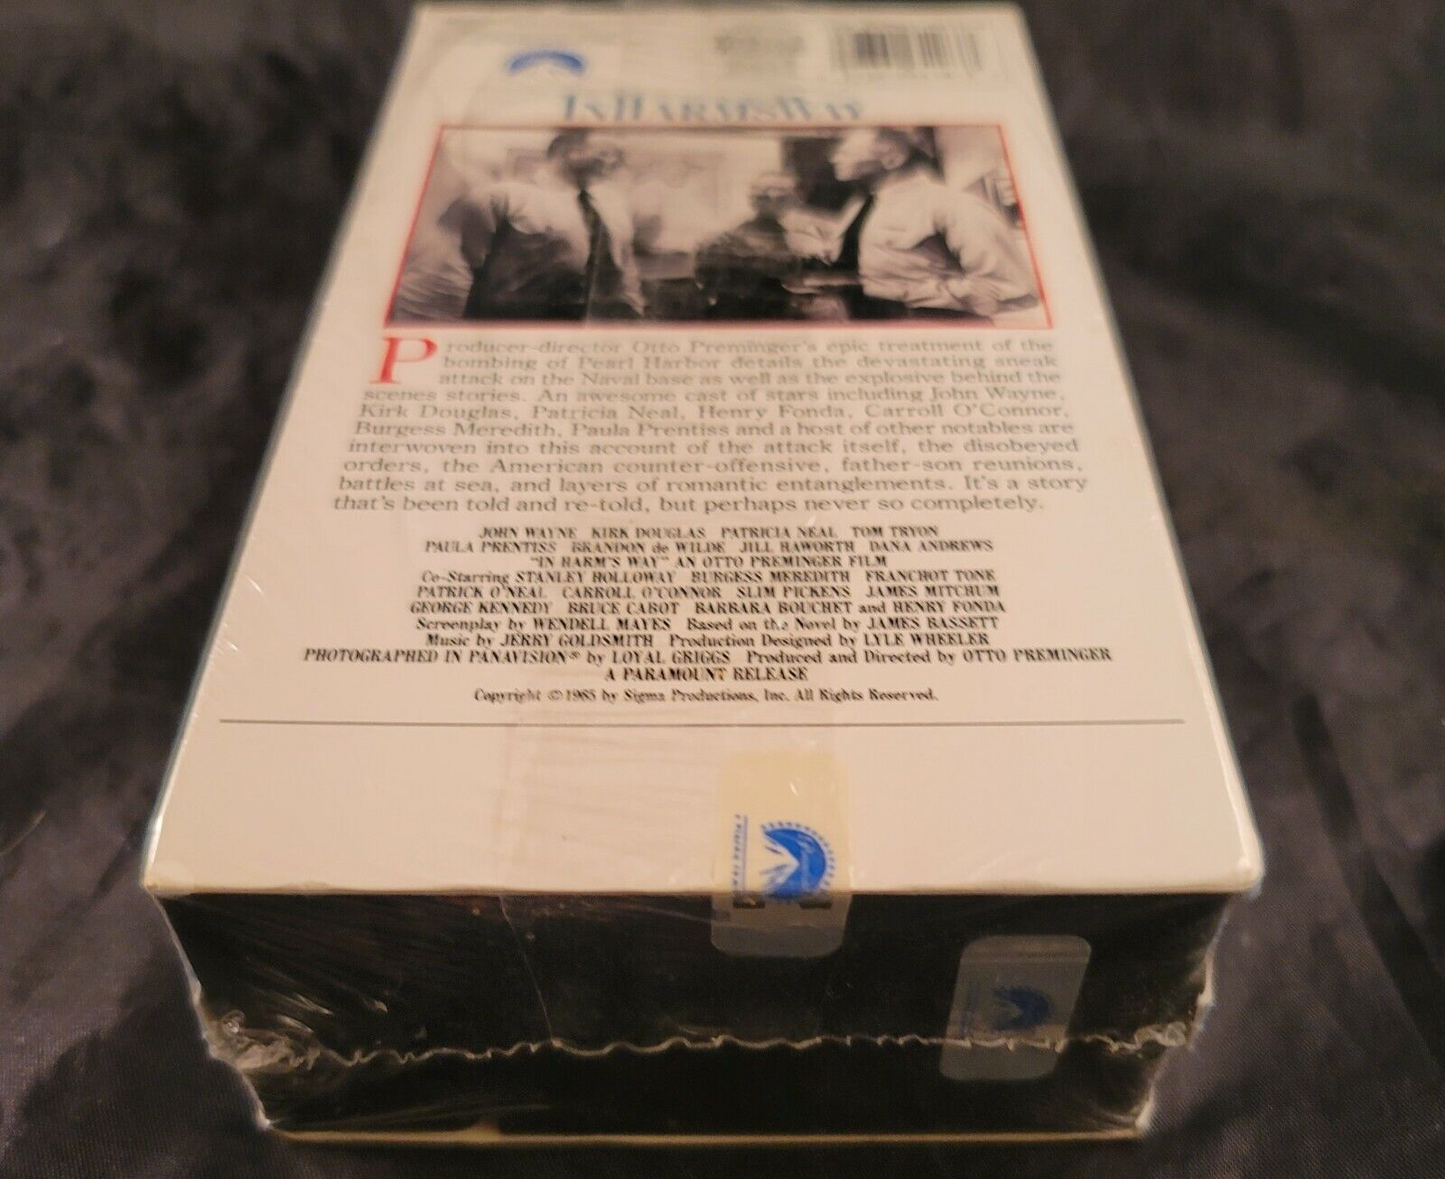 IN HARM'S WAY
Producer-director Otto Preminger's epic treatment of the
bombing of Pearl Harbor details the devastating sneak
attack on the Naval base as well as the explosive behind the
scenes stories. An awesome cast of stars including John Wayne,
Kirk Douglas, Patricia Neal, Henry Fonda, Carroll O'Connor,
Burgess Meredith, Paula Prentiss and a host of other notables are
interwoven into this account of the attack itself, the disobeyed
orders, the American counter-offensive, father-son reunions,
battles at sea, and layers of romantic entanglements. It's a story
that's been told and re-told, but perhaps never so completely.
JOHN WAYNE KIRK DOUGLAS PATRICIA NEAL TOM TRYON
PAULA PRENTISS BRANDON de WILDE JILL HAWORTH DANA ANDREWS
"IN HARM'S WAY" AN OTTO PREMINGER FILM
Co-Starring STANLEY HOLLOWAY BURGESS MEREDITH FRANCHOT TONE
PATRICK O'NEAL CARROLL O'CONNOR SLIM PICKENS JAMES MITCHUM
GEORGE KENNEDY BRUCE CABOT BARBARA BOUCHET and HENRY FONDA
Screenplay by WENDELL MAYES Based on the Novel by JAMES BASSETT
Music by JERRY GOLDSMITH Production Designed by LYLE WHEELER
PHOTOGRAPHED IN PANAVISION® by LOYAL GRIGGS Produced and Directed by OTTO PREMINGER
A PARAMOUNT RELEASE
Copyright ©1965 by Sigma Productions, Inc. All Rights Reserved.